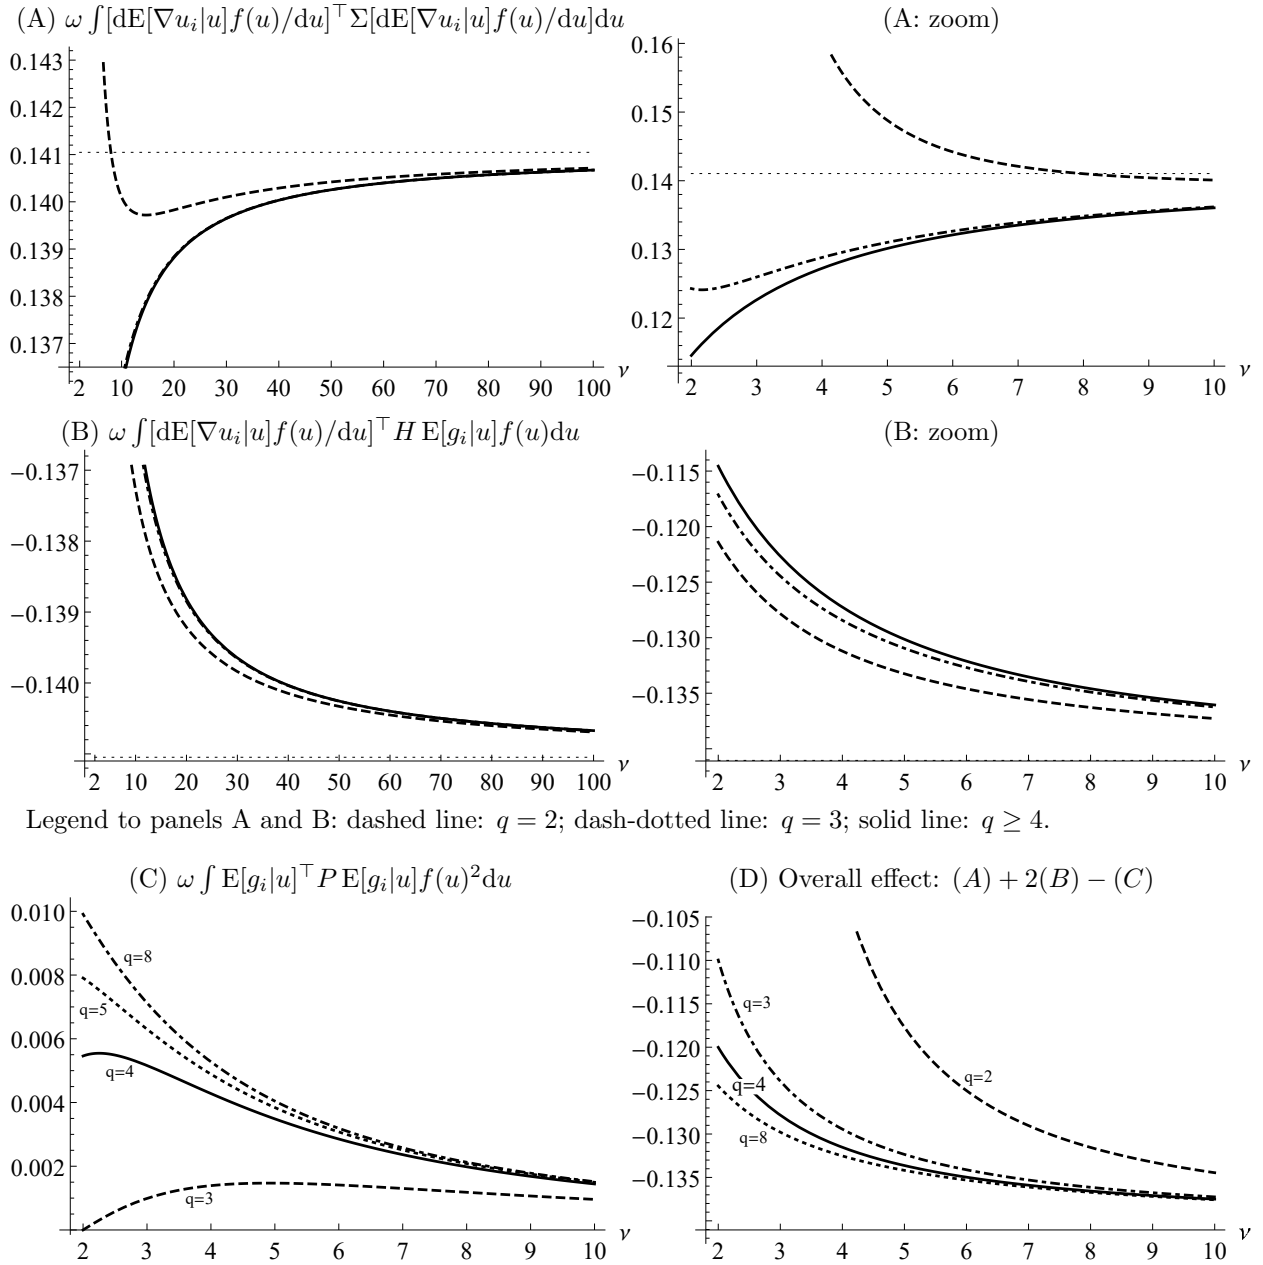 (A) ω ∫[dE[∇u_i|u]f(u)/du]^⊤Σ[dE[∇u_i|u]f(u)/du]du
0.143
0.142
0.141
0.140
0.139
0.138
0.137
2 10 20 30 40 50 60 70 80 90 100 ν
(A: zoom)
0.16
0.15
0.14
0.13
0.12
2 3 4 5 6 7 8 9 10 ν
(B) ω ∫[dE[∇u_i|u]f(u)/du]^⊤H E[g_i|u]f(u)du
−0.137
−0.138
−0.139
−0.140
2 10 20 30 40 50 60 70 80 90 100 ν
(B: zoom)
−0.115
−0.120
−0.125
−0.130
−0.135
2 3 4 5 6 7 8 9 10 ν
Legend to panels A and B: dashed line: q = 2; dash-dotted line: q = 3; solid line: q ≥ 4.
(C) ω ∫ E[g_i|u]^⊤P E[g_i|u]f(u)²du
0.010
0.008
0.006
0.004
0.002
q=8
q=5
q=4
q=3
2 3 4 5 6 7 8 9 10 ν
(D) Overall effect: (A) + 2(B) − (C)
−0.105
−0.110
−0.115
−0.120
−0.125
−0.130
−0.135
q=3
q=2
q=4
q=8
2 3 4 5 6 7 8 9 10 ν